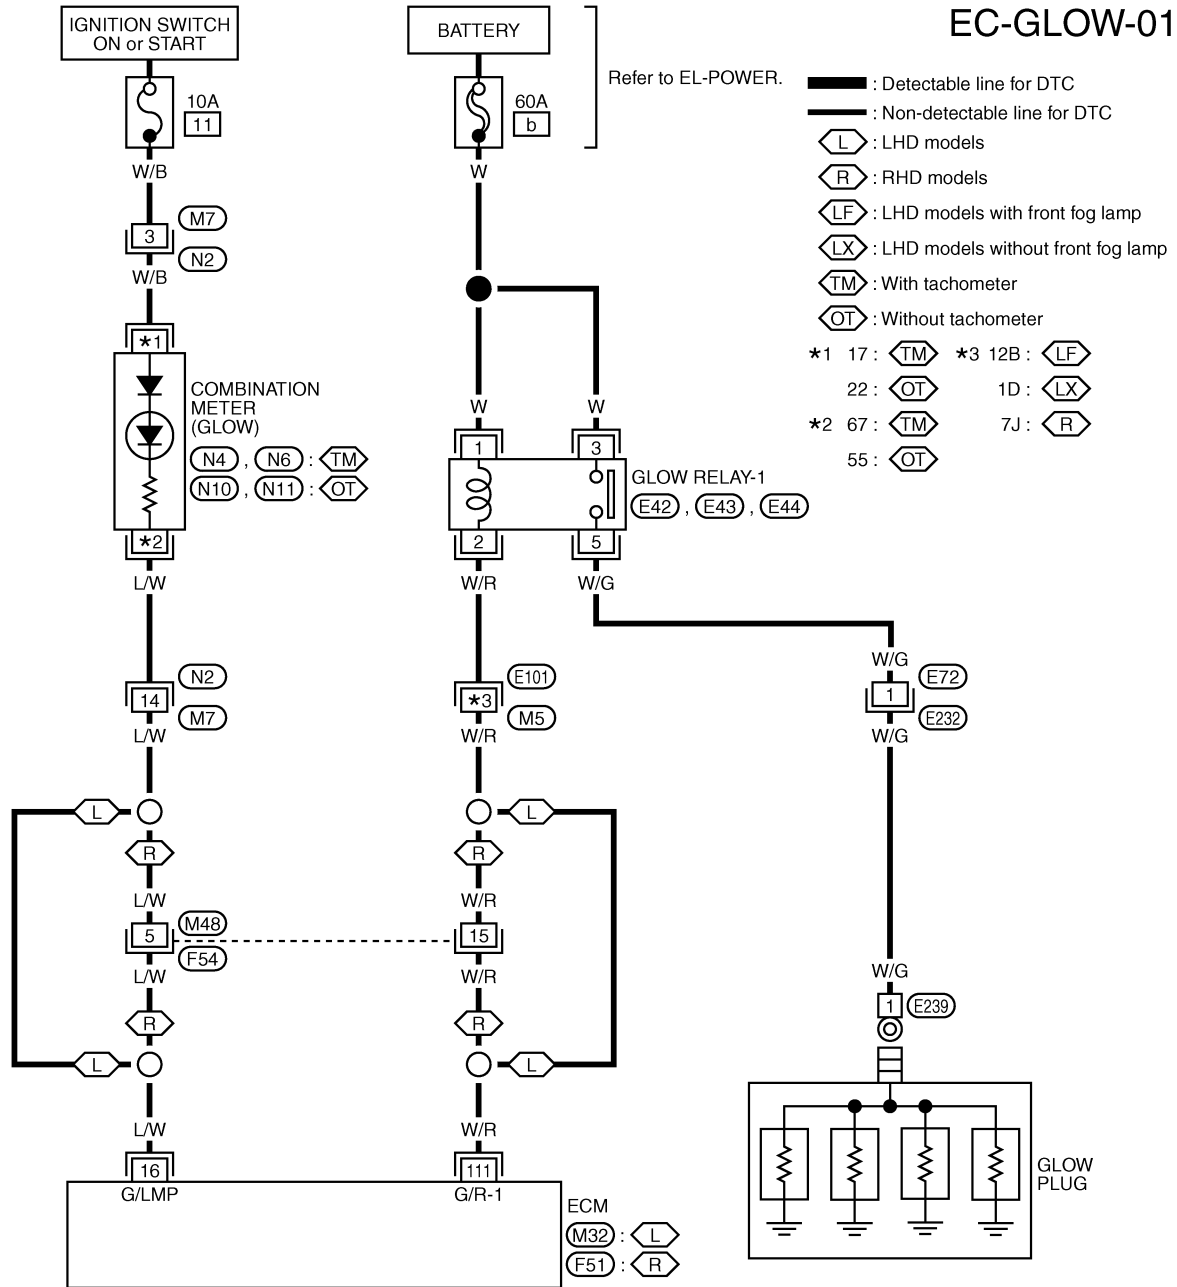 EC-GLOW-01
IGNITION SWITCH
ON or START
BATTERY
Refer to EL-POWER.
10A
11
60A
b
: Detectable line for DTC
: Non-detectable line for DTC
L : LHD models
R : RHD models
LF : LHD models with front fog lamp
LX : LHD models without front fog lamp
TM : With tachometer
OT : Without tachometer
*1 17 : TM *3 12B : LF
22 : OT 1D : LX
*2 67 : TM 7J : R
55 : OT
W/B
W
M7
3
N2
W/B
*1
COMBINATION
METER
(GLOW)
N4 , N6 : TM
N10 , N11 : OT
*2
W
W
1
3
GLOW RELAY-1
E42 , E43 , E44
2
5
L/W
W/R
W/G
W/G
E72
1
E232
W/G
N2
14
M7
L/W
E101
*3
M5
W/R
L
L
R
R
L/W
W/R
M48
5
15
F54
L/W
W/R
W/G
1
E239
R
R
L
L
L/W
W/R
16
111
G/LMP
G/R-1
ECM
M32 : L
F51 : R
GLOW
PLUG